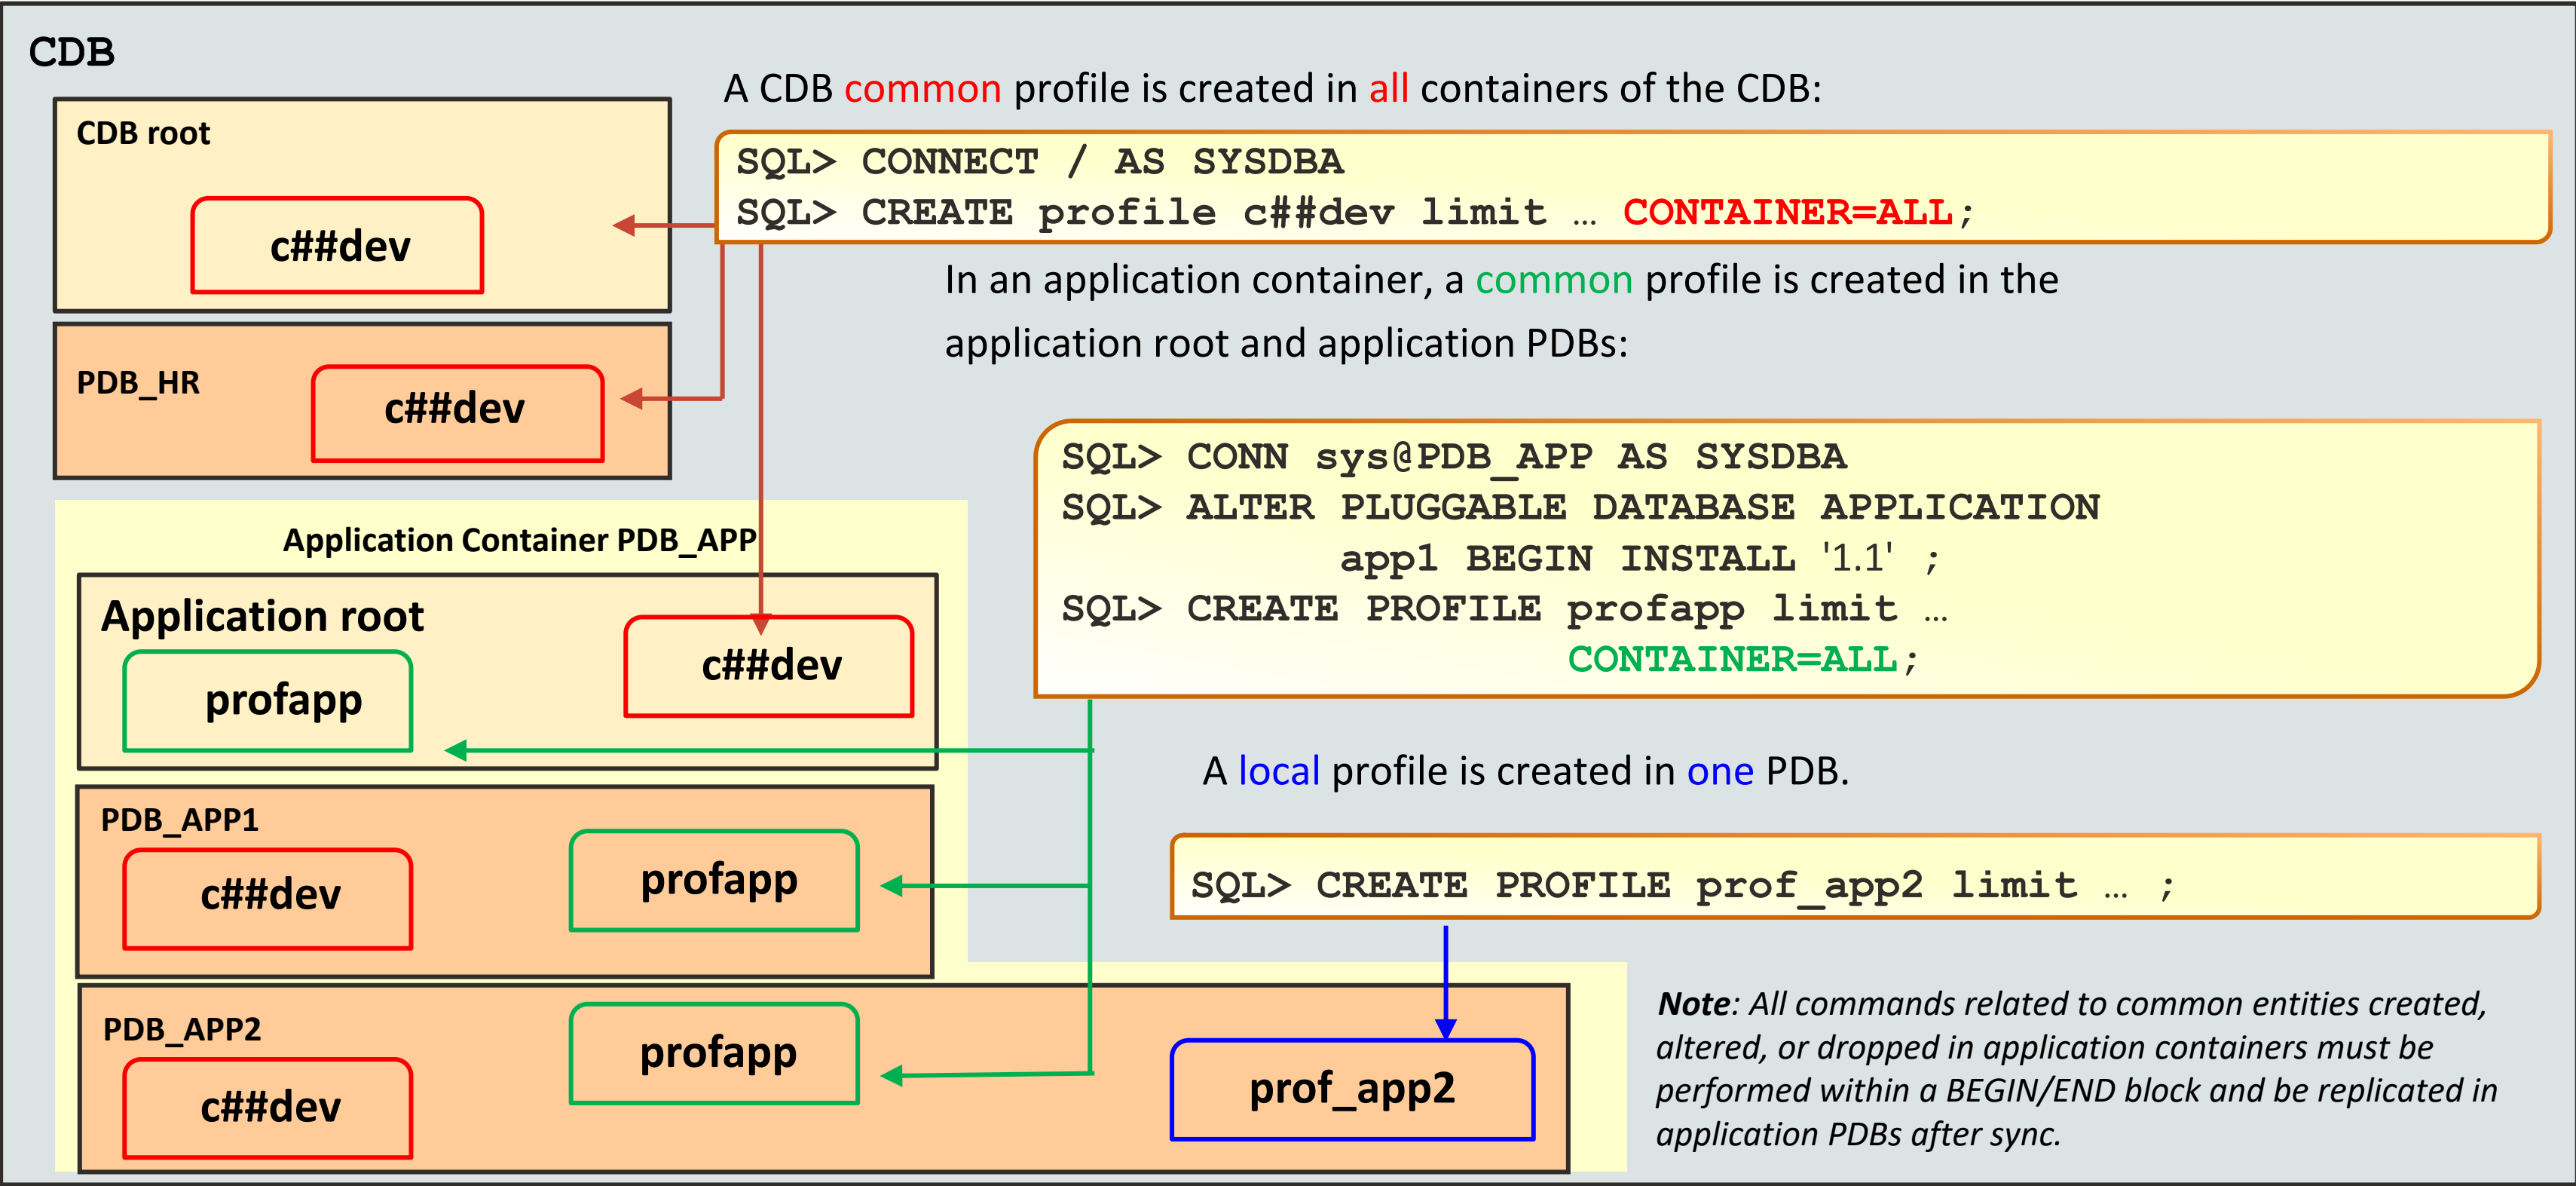 CDB
A CDB common profile is created in all containers of the CDB:
CDB root
c##dev
SQL> CONNECT / AS SYSDBA
SQL> CREATE profile c##dev limit … CONTAINER=ALL;
In an application container, a common profile is created in the
application root and application PDBs:
PDB_HR
c##dev
SQL> CONN sys@PDB_APP AS SYSDBA
SQL> ALTER PLUGGABLE DATABASE APPLICATION
app1 BEGIN INSTALL '1.1' ;
SQL> CREATE PROFILE profapp limit …
CONTAINER=ALL;
Application Container PDB_APP
Application root
profapp
c##dev
A local profile is created in one PDB.
SQL> CREATE PROFILE prof_app2 limit … ;
PDB_APP1
c##dev
profapp
PDB_APP2
c##dev
profapp
prof_app2
Note: All commands related to common entities created,
altered, or dropped in application containers must be
performed within a BEGIN/END block and be replicated in
application PDBs after sync.